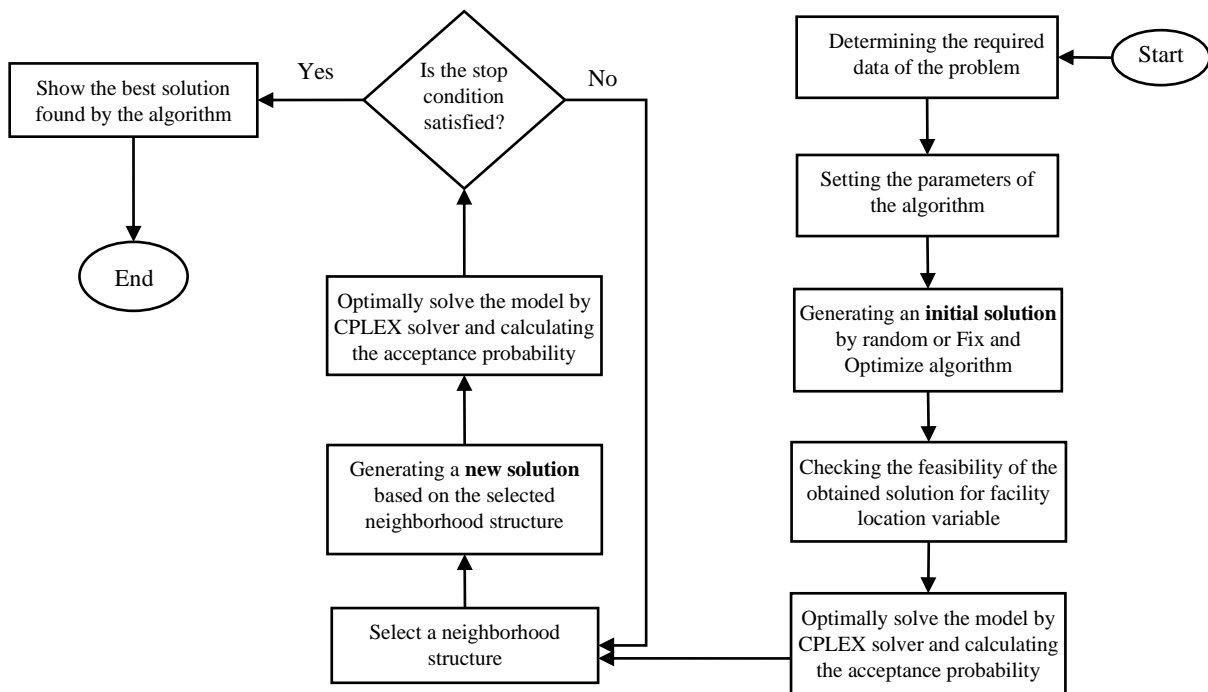 Start
Determining the required
data of the problem
Setting the parameters of
the algorithm
Generating an initial solution
by random or Fix and
Optimize algorithm
Checking the feasibility of the
obtained solution for facility
location variable
Optimally solve the model by
CPLEX solver and calculating
the acceptance probability
Select a neighborhood
structure
Generating a new solution
based on the selected
neighborhood structure
Optimally solve the model by
CPLEX solver and calculating
the acceptance probability
Is the stop
condition
satisfied?
No
Yes
Show the best solution
found by the algorithm
End